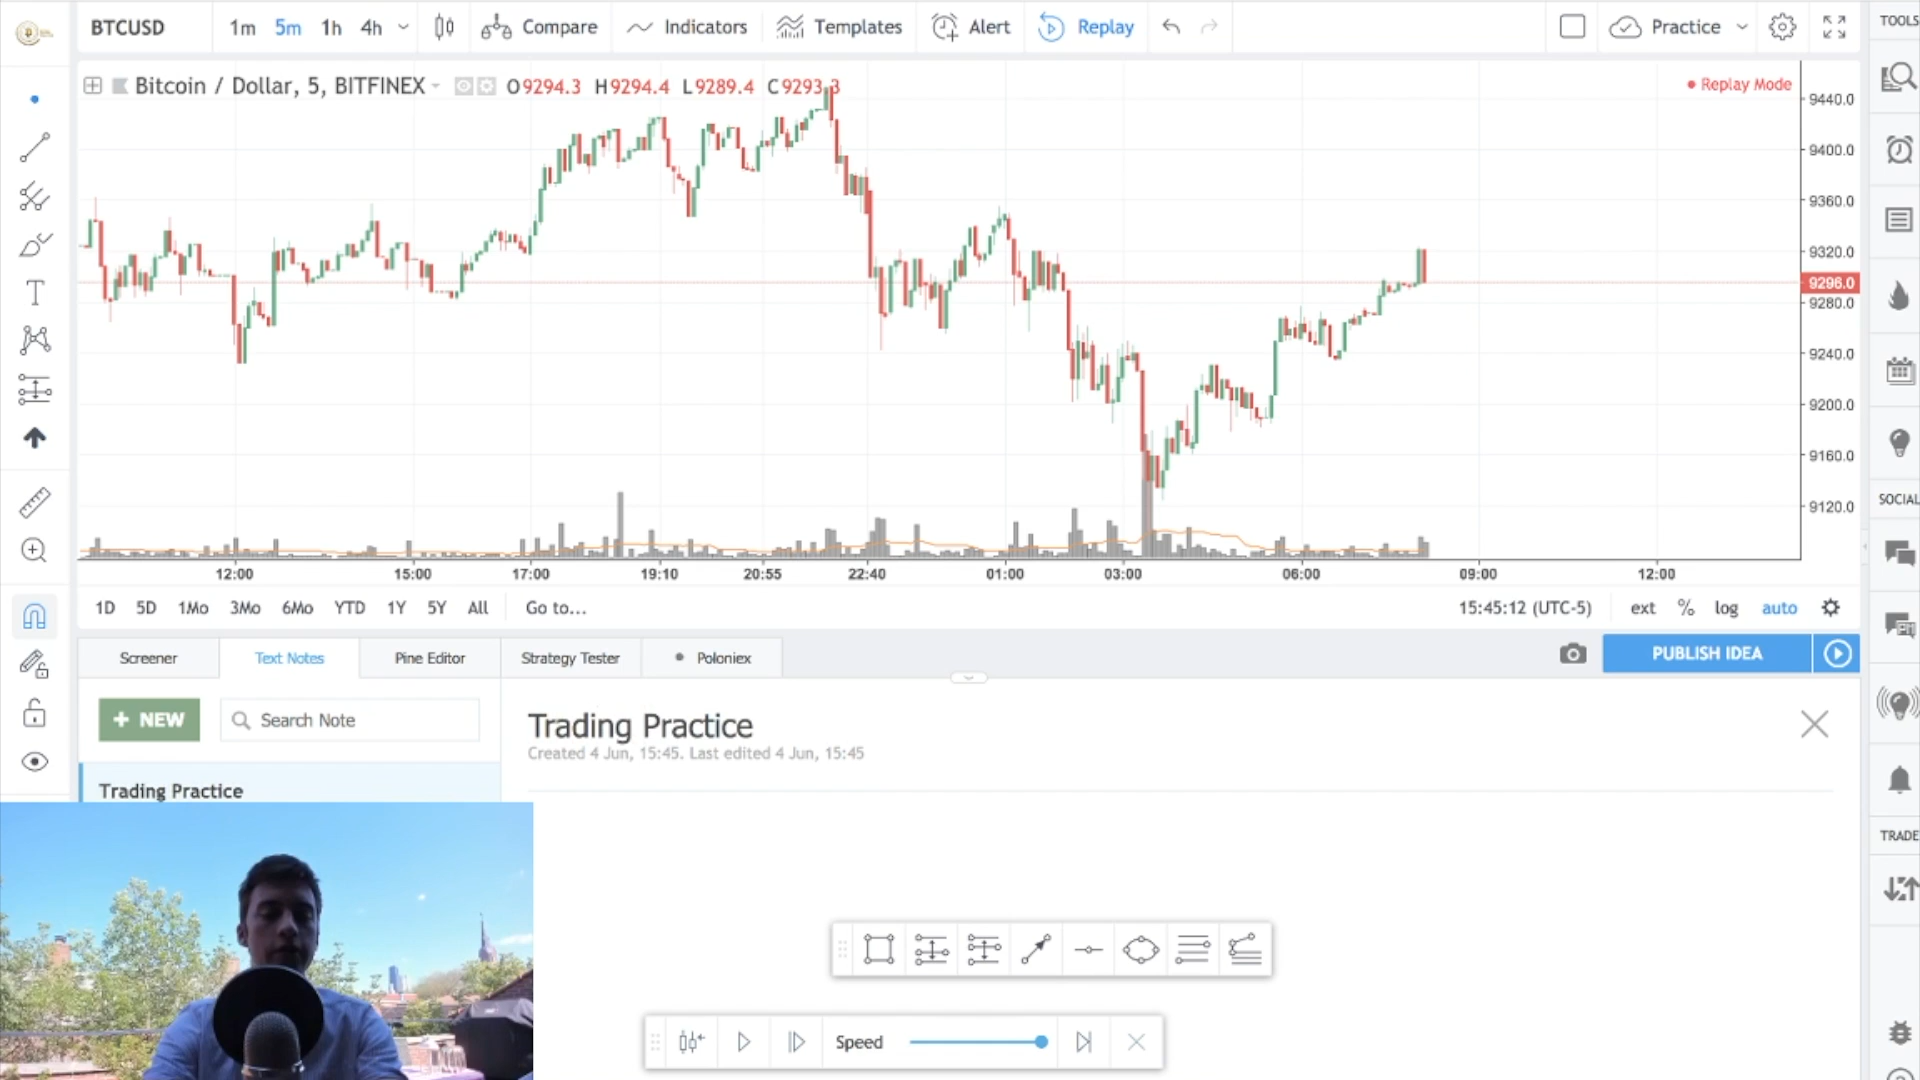 BTCUSD 1m 5m 1h 4h Compare Indicators Templates Alert Replay Practice TOOLS
Bitcoin / Dollar, 5, BITFINEX O9294.3 H9294.4 L9289.4 C9293.3 Replay Mode
9440.0
9400.0
9360.0
9320.0
9296.0
9280.0
9240.0
9200.0
9160.0
9120.0
SOCIAL
12:00 15:00 17:00 19:10 20:55 22:40 01:00 03:00 06:00 09:00 12:00
1D 5D 1Mo 3Mo 6Mo YTD 1Y 5Y All Go to... 15:45:12 (UTC-5) ext % log auto
Screener Text Notes Pine Editor Strategy Tester Poloniex PUBLISH IDEA
+ NEW Search Note
Trading Practice
Created 4 Jun, 15:45. Last edited 4 Jun, 15:45
Trading Practice
TRADE
Speed